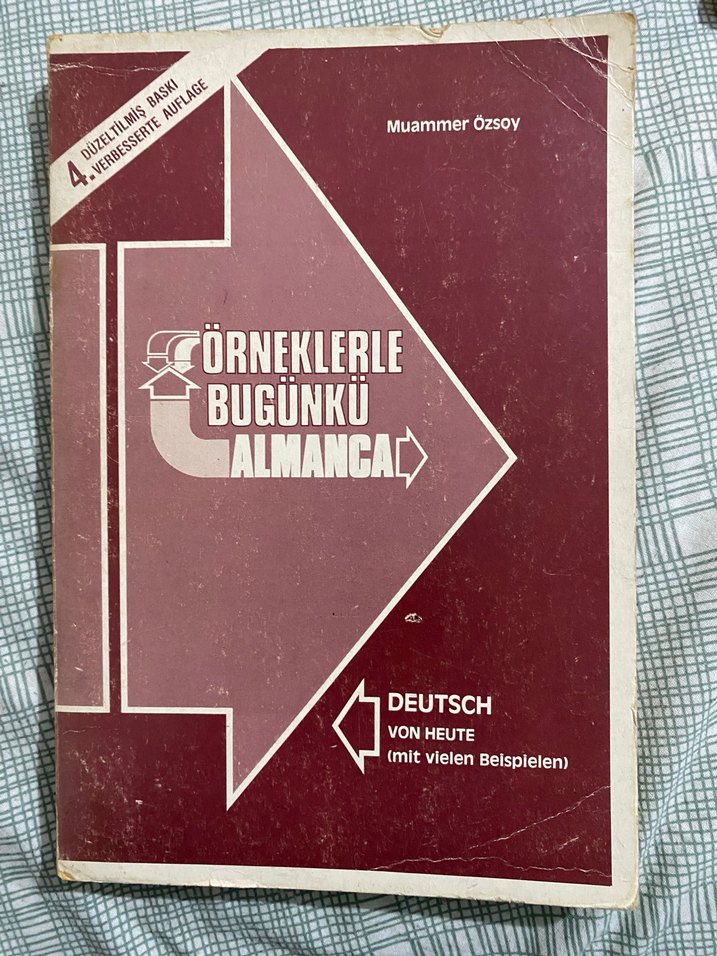 4. DÜZELTİLMİŞ BASKI
VERBESSERTE AUFLAGE
Muammer Özsoy
ÖRNEKLERLE
BUGÜNKÜ
ALMANCA
DEUTSCH
VON HEUTE
(mit vielen Beispielen)